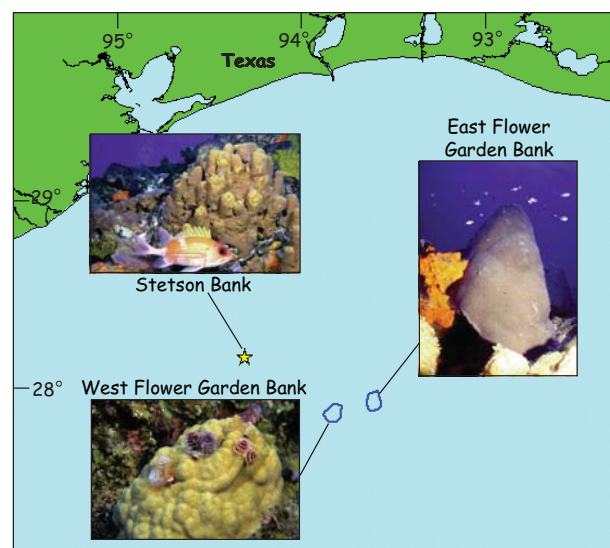 95°
94°
93°
Texas
East Flower
Garden Bank
29°
Stetson Bank
28°
West Flower Garden Bank